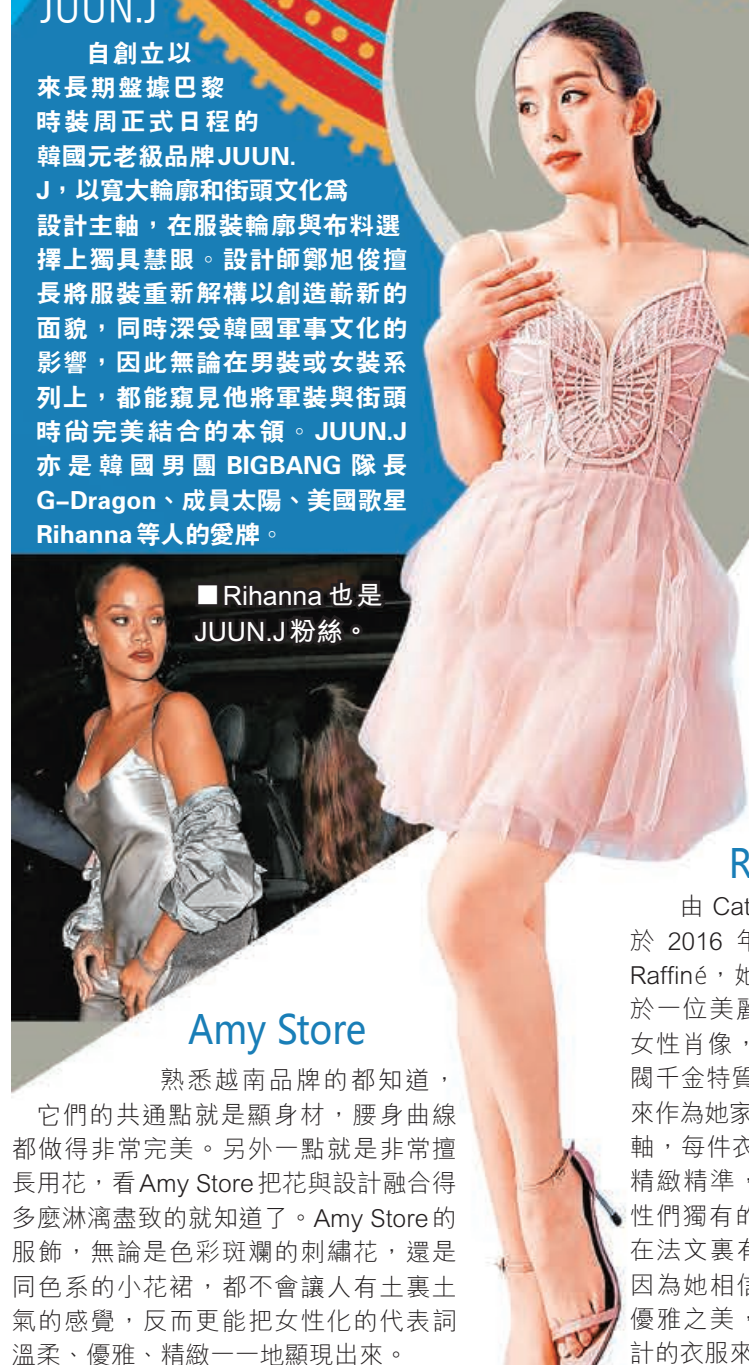 JUUN.J
自創立以
來長期盤據巴黎
時裝周正式日程的
韓國元老級品牌JUUN.
J，以寬大輪廓和街頭文化爲
設計主軸，在服裝輪廓與布料選
擇上獨具慧眼。設計師鄭旭俊擅
長將服裝重新解構以創造嶄新的
面貌，同時深受韓國軍事文化的
影響，因此無論在男裝或女裝系
列上，都能窺見他將軍裝與街頭
時尚完美結合的本領。JUUN.J
亦是韓國男團 BIGBANG 隊長
G–Dragon、成員太陽、美國歌星
Rihanna等人的愛牌。
■Rihanna 也是
JUUN.J粉絲。
Amy Store
熟悉越南品牌的都知道，
它們的共通點就是顯身材，腰身曲線
都做得非常完美。另外一點就是非常擅
長用花，看Amy Store把花與設計融合得
多麼淋漓盡致的就知道了。Amy Store的
服飾，無論是色彩斑斕的刺繡花，還是
同色系的小花裙，都不會讓人有土裏土
氣的感覺，反而更能把女性化的代表詞
溫柔、優雅、精緻一一地顯現出來。
R
由 Cat
於 2016 年
Raffiné，她
於一位美麗
女性肖像，
閥千金特質
來作為她家
軸，每件衣
精緻精準，
性們獨有的
在法文裏有
因為她相信
優雅之美，
計的衣服來